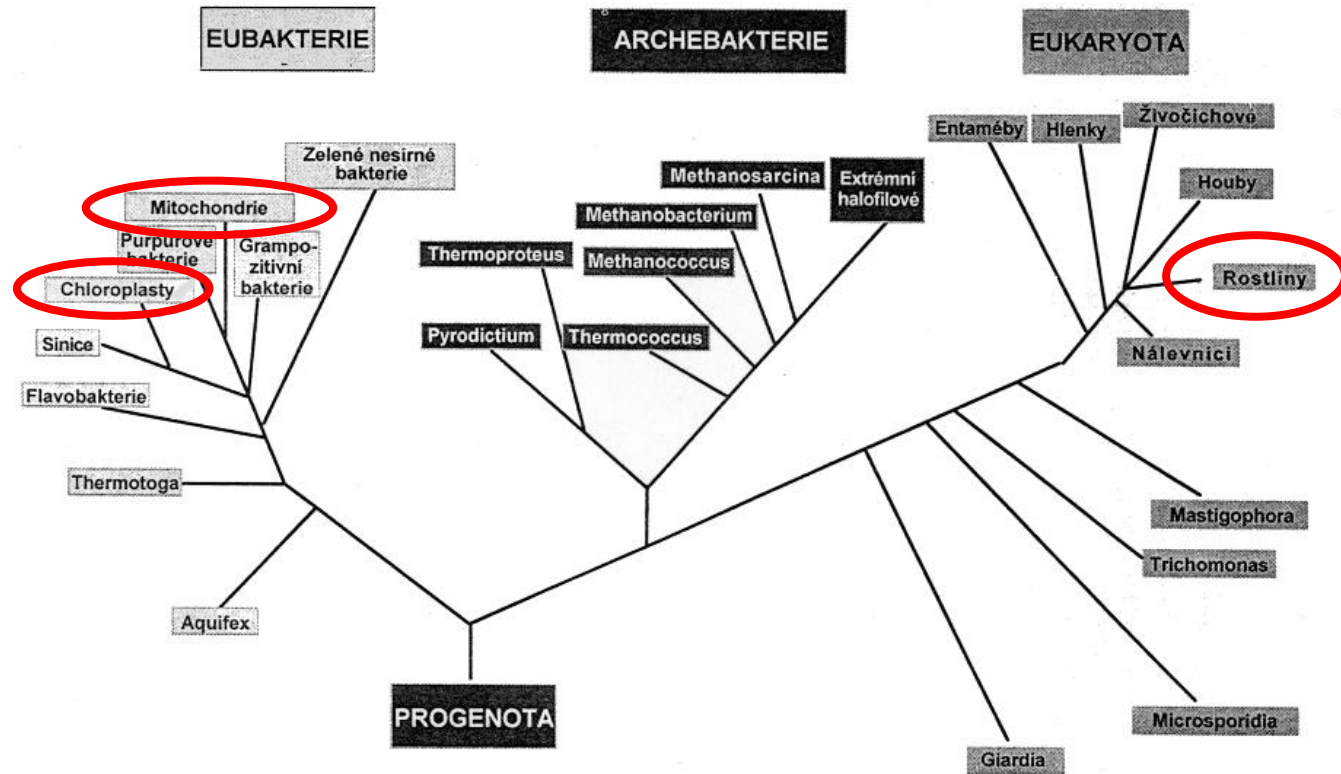 EUBAKTERIE
ARCHEBAKTERIE
EUKARYOTA
Zelené nesirné
bakterie
Mitochondrie
Purpurové
bakterie
Grampo-
zitivní
bakterie
Chloroplasty
Sinice
Flavobakterie
Thermotoga
Aquifex
Methanosarcina
Extrémní
halofilové
Methanobacterium
Thermoproteus
Methanococcus
Pyrodictium
Thermococcus
Entaméby
Hlenky
Živočichové
Houby
Rostliny
Nálevníci
Mastigophora
Trichomonas
Microsporidia
Giardia
PROGENOTA